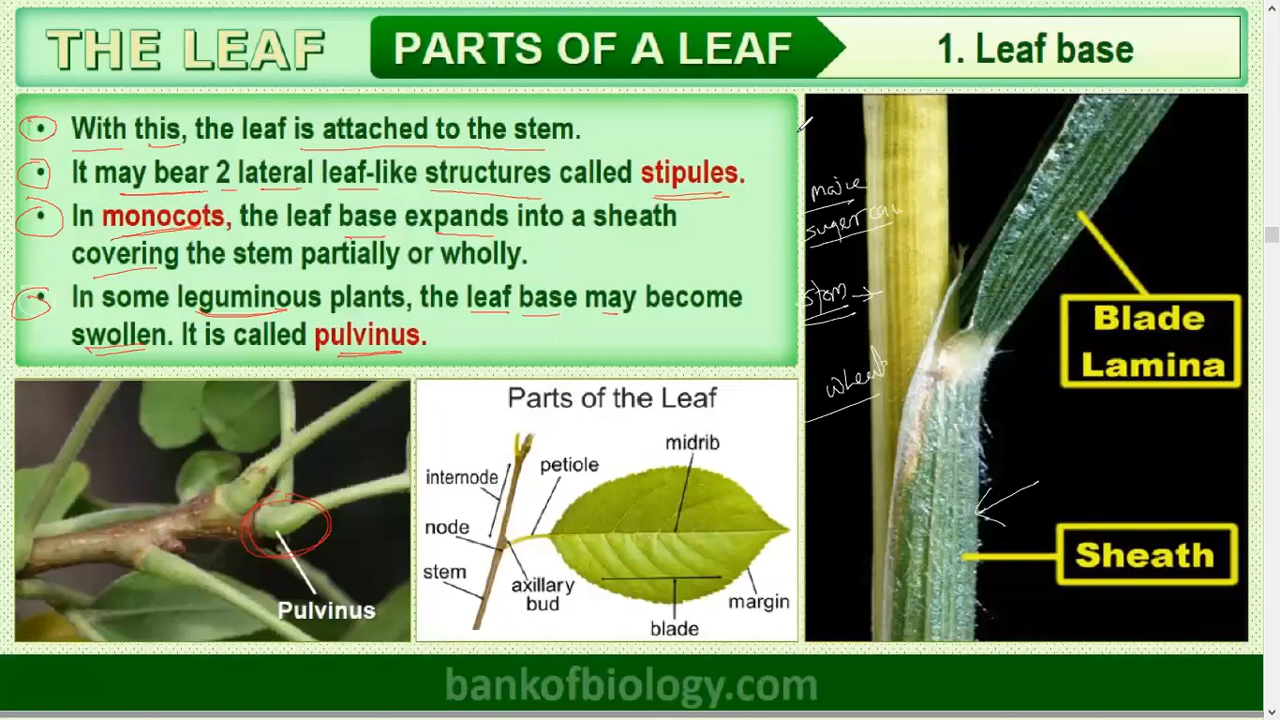 THE LEAF
PARTS OF A LEAF
1. Leaf base
• With this, the leaf is attached to the stem.
• It may bear 2 lateral leaf-like structures called stipules.
• In monocots, the leaf base expands into a sheath
covering the stem partially or wholly.
• In some leguminous plants, the leaf base may become
swollen. It is called pulvinus.
Pulvinus
Parts of the Leaf
midrib
petiole
internode
node
stem
axillary
bud
margin
blade
stem
wheat
Blade
Lamina
Sheath
bankofbiology.com